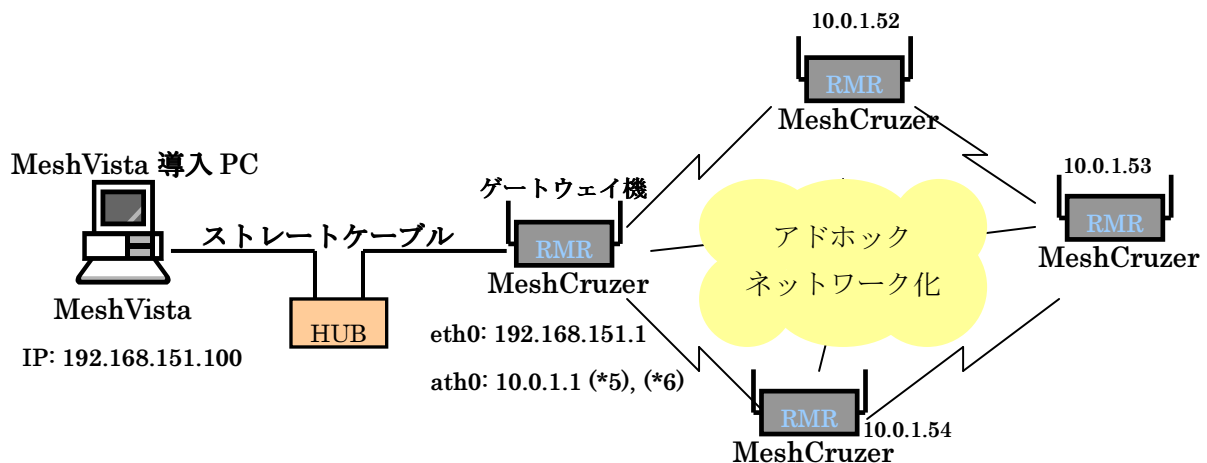 10.0.1.52
RMR
MeshCruzer
MeshVista 導入 PC
MeshVista
IP: 192.168.151.100
ストレートケーブル
HUB
ゲートウェイ機
RMR
MeshCruzer
eth0: 192.168.151.1
ath0: 10.0.1.1 (*5), (*6)
アドホック
ネットワーク化
10.0.1.53
RMR
MeshCruzer
RMR
10.0.1.54
MeshCruzer